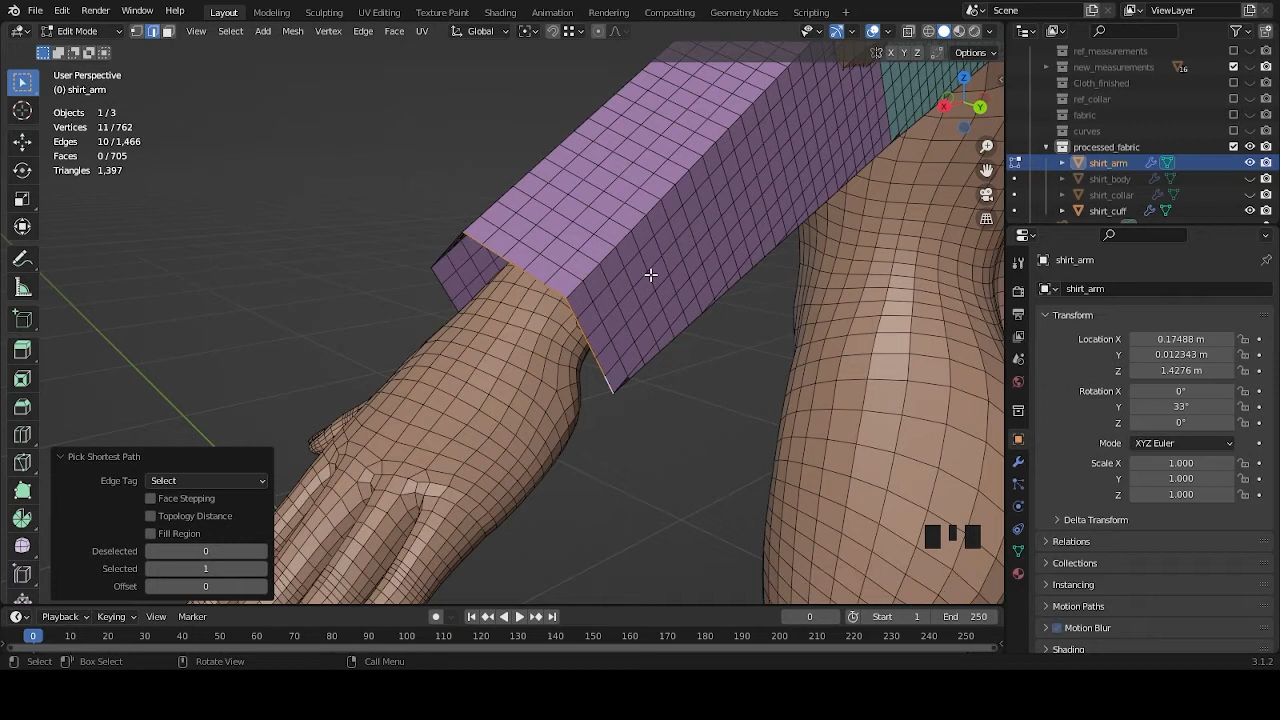 File Edit Render Window Help Layout Modeling Sculpting UV Editing Texture Paint Shading Animation Rendering Compositing Geometry Nodes Scripting + Scene ViewLayer
Edit Mode View Select Add Mesh Vertex Edge Face UV Global
X Y Z Options
User Perspective
(0) shirt_arm
Objects 1 / 3
Vertices 11 / 762
Edges 10 / 1,466
Faces 0 / 705
Triangles 1,397
Z
X Y
Pick Shortest Path
Edge Tag Select
Face Stepping
Topology Distance
Fill Region
Deselected 0
Selected 1
Offset 0
ref_measurements
new_measurements 26
Cloth_finished
ref_collar
fabric
curves
processed_fabric
shirt_arm
shirt_body
shirt_collar
shirt_cuff
shirt_arm
shirt_arm
Transform
Location X 0.17488 m
Y 0.012343 m
Z 1.4276 m
Rotation X 0°
Y 33°
Z 0°
Mode XYZ Euler
Scale X 1.000
Y 1.000
Z 1.000
Delta Transform
Relations
Collections
Instancing
Motion Paths
Motion Blur
Shading
Playback Keying View Marker 0 Start 1 End 250
0 10 20 30 40 50 60 70 80 90 100 110 120 130 140 150 160 170 180 190 200 210 220 230 240 250
Select Box Select Rotate View Call Menu 3.1.2